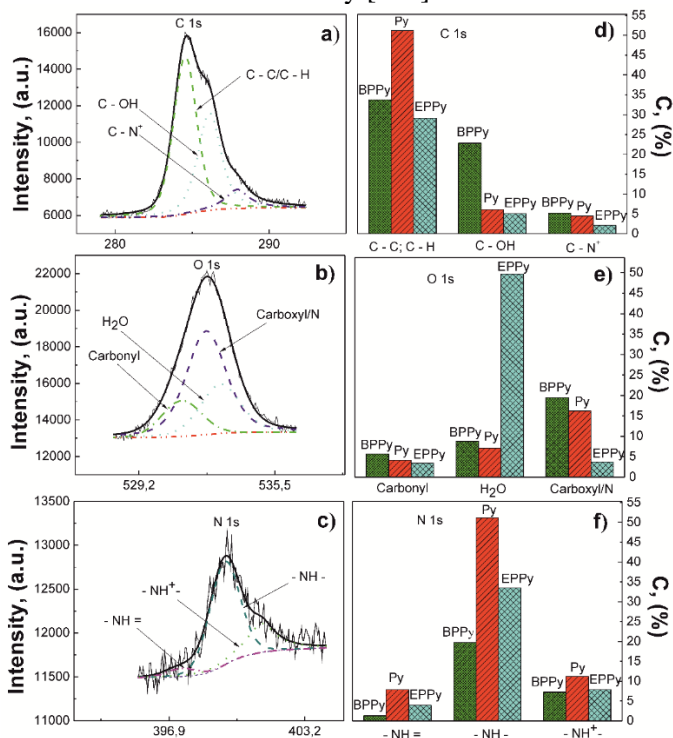 C 1s
a)
C - C/C - H
C - OH
C - N⁺
Intensity, (a.u.)
16000
14000
12000
10000
8000
6000
280
290
d)
C 1s
BPPy
Py
EPPy
BPPy
Py
EPPy
BPPy
Py
EPPy
C - C; C - H
C - OH
C - N⁺
55
50
45
40
35
30
25
20
15
10
5
0
C, (%)
b)
O 1s
H₂O
Carboxyl/N
Carbonyl
Intensity, (a.u.)
22000
20000
18000
16000
14000
12000
529,2
535,5
e)
O 1s
EPPy
BPPy
Py
EPPy
BPPy
Py
BPPy
Py
EPPy
Carbonyl
H₂O
Carboxyl/N
50
45
40
35
30
25
20
15
10
5
0
C, (%)
c)
N 1s
- NH -
- NH⁺-
- NH =
Intensity, (a.u.)
13000
12500
12000
11500
11000
396,9
403,2
f)
N 1s
Py
EPPy
BPPy
Py
EPPy
BPPy
Py
EPPy
BPPy
- NH =
- NH -
- NH⁺-
55
50
45
40
35
30
25
20
15
10
5
0
C, (%)